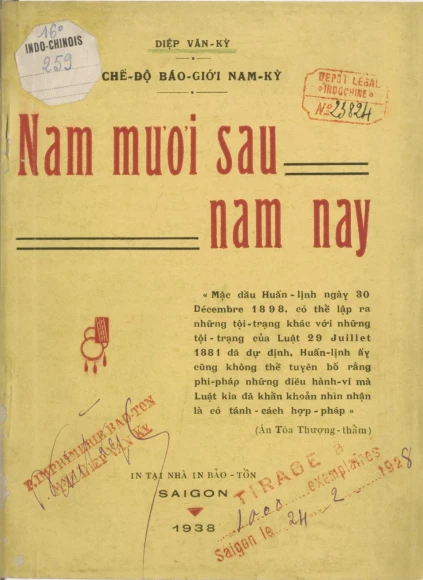 16°
INDO-CHINOIS
259
DIỆP VĂN-KỲ
CHẾ-ĐỘ BÁO-GIỚI NAM-KỲ
DEPOT LEGAL
INDOCHINE
No 23824
Nam mươi sau
nam nay
« Mặc dầu Huấn-lịnh ngày 30
Décembre 1898, có thể lập ra
những tội-trạng khác với những
tội-trạng của Luật 29 Juillet
1881 đã dự định, Huấn-lịnh ấy
cũng không thể tuyên bố rằng
phi-pháp những điều hành-vi mà
Luật kia đã khẩn khoản nhìn nhận
là có tánh-cách hợp-pháp »
(Án Tòa Thượng-thẩm)
BAO-TON
IN TẠI NHÀ IN BẢO-TỒN
SAIGON
1938
TIRAGE à
1000 exemplaires
Saigon le 24 2 1928